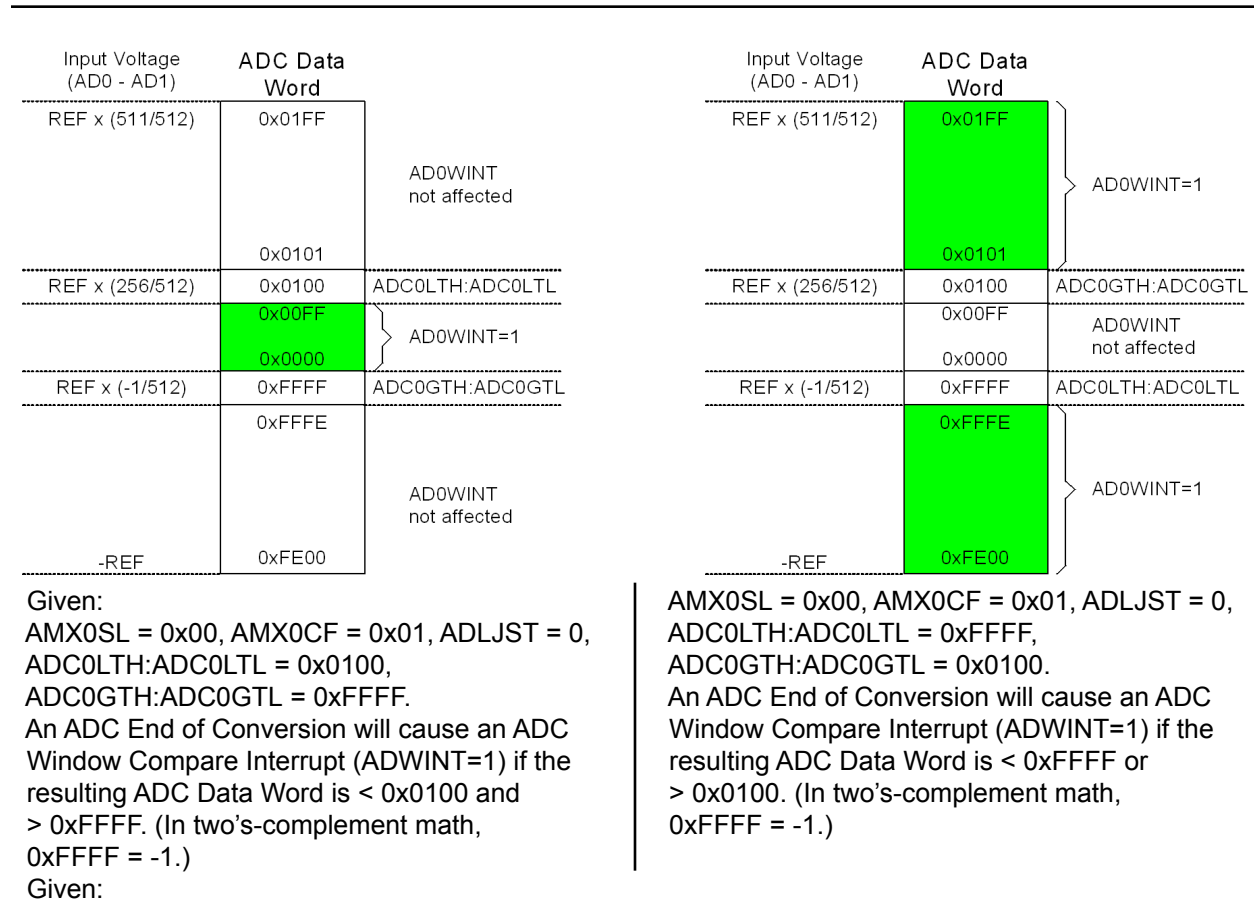 Input Voltage
(AD0 - AD1)
ADC Data
Word
REF x (511/512)
0x01FF
AD0WINT
not affected
0x0101
REF x (256/512)
0x0100
ADC0LTH:ADC0LTL
0x00FF
AD0WINT=1
0x0000
REF x (-1/512)
0xFFFF
ADC0GTH:ADC0GTL
0xFFFE
AD0WINT
not affected
-REF
0xFE00
Given:
AMX0SL = 0x00, AMX0CF = 0x01, ADLJST = 0,
ADC0LTH:ADC0LTL = 0x0100,
ADC0GTH:ADC0GTL = 0xFFFF.
An ADC End of Conversion will cause an ADC
Window Compare Interrupt (ADWINT=1) if the
resulting ADC Data Word is < 0x0100 and
> 0xFFFF. (In two's-complement math,
0xFFFF = -1.)
Given:
Input Voltage
(AD0 - AD1)
ADC Data
Word
REF x (511/512)
0x01FF
AD0WINT=1
0x0101
REF x (256/512)
0x0100
ADC0GTH:ADC0GTL
0x00FF
AD0WINT
not affected
0x0000
REF x (-1/512)
0xFFFF
ADC0LTH:ADC0LTL
0xFFFE
AD0WINT=1
-REF
0xFE00
AMX0SL = 0x00, AMX0CF = 0x01, ADLJST = 0,
ADC0LTH:ADC0LTL = 0xFFFF,
ADC0GTH:ADC0GTL = 0x0100.
An ADC End of Conversion will cause an ADC
Window Compare Interrupt (ADWINT=1) if the
resulting ADC Data Word is < 0xFFFF or
> 0x0100. (In two's-complement math,
0xFFFF = -1.)